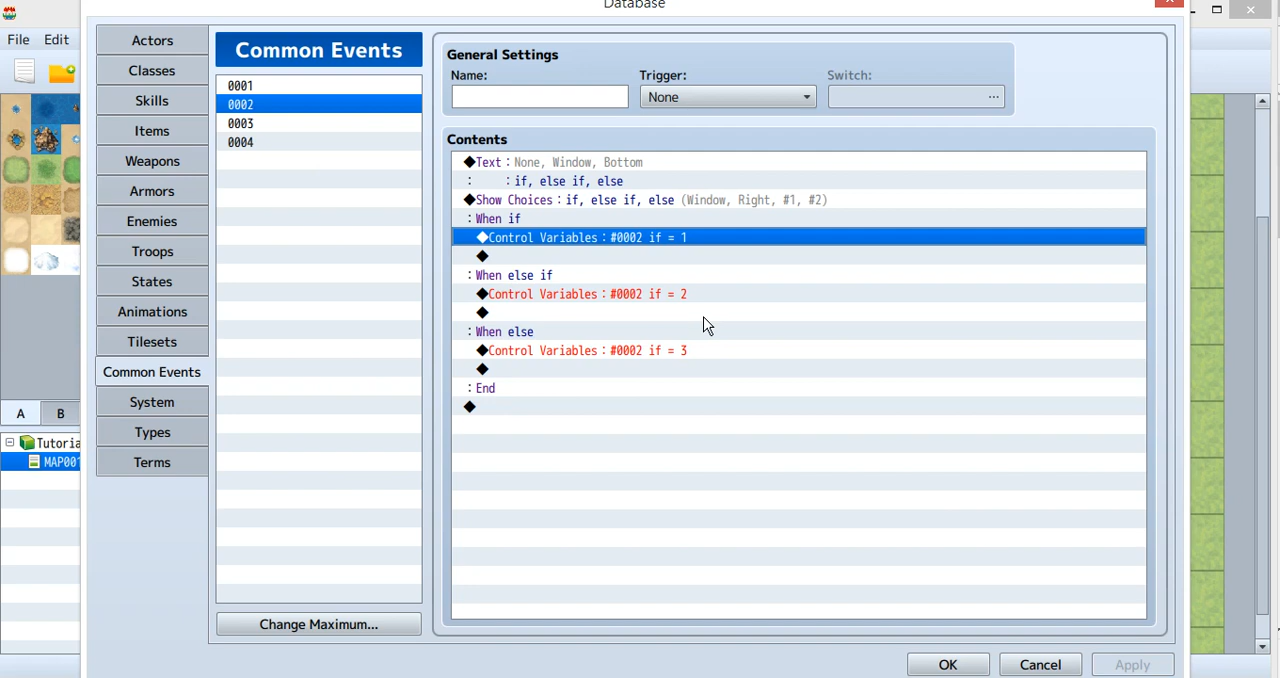 Database
File Edit
Actors
Classes
Skills
Items
Weapons
Armors
Enemies
Troops
States
Animations
Tilesets
Common Events
System
Types
Terms
A B
MAP001
Common Events
0001
0002
0003
0004
Change Maximum...
General Settings
Name: Trigger: Switch:
None ...
Contents
◆Text：None, Window, Bottom
： ：if, else if, else
◆Show Choices：if, else if, else (Window, Right, #1, #2)
：When if
◆Control Variables：#0002 if = 1
◆
：When else if
◆Control Variables：#0002 if = 2
◆
：When else
◆Control Variables：#0002 if = 3
◆
：End
◆
OK Cancel Apply